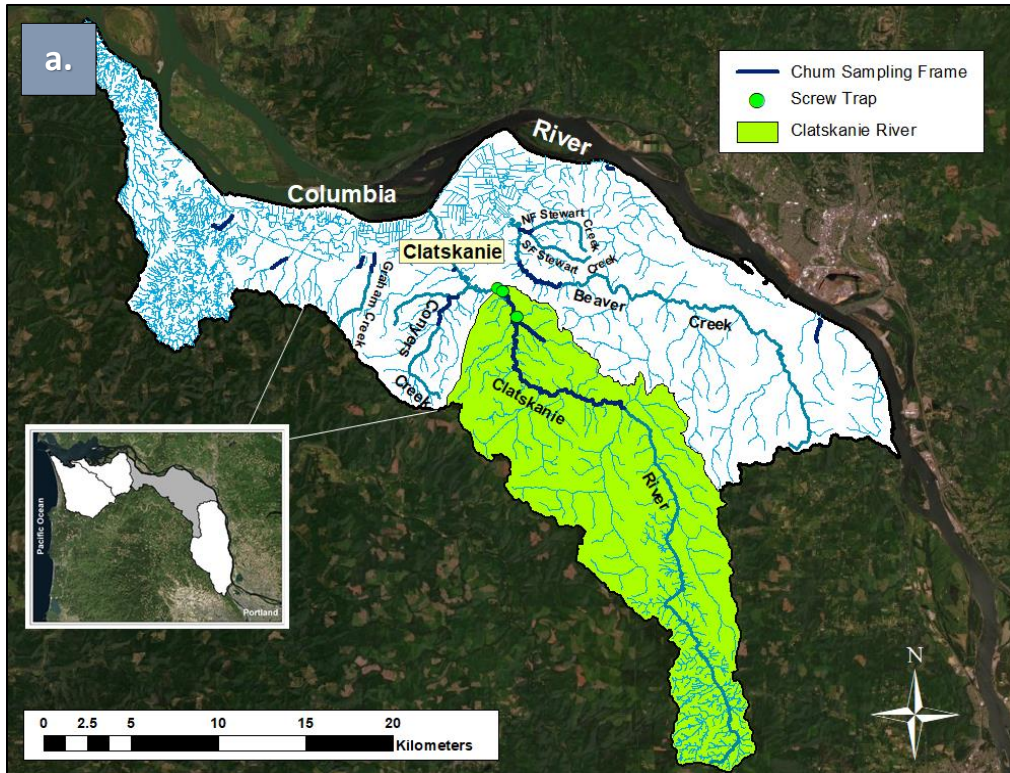 a.
Chum Sampling Frame
Screw Trap
Clatskanie River
Columbia
River
Clatskanie
NF Stewart
Creek
SF Stewart
Creek
Beaver
Creek
Graham Creek
Conyers
Creek
Clatskanie
River
Pacific Ocean
Portland
N
0 2.5 5 10 15 20
Kilometers